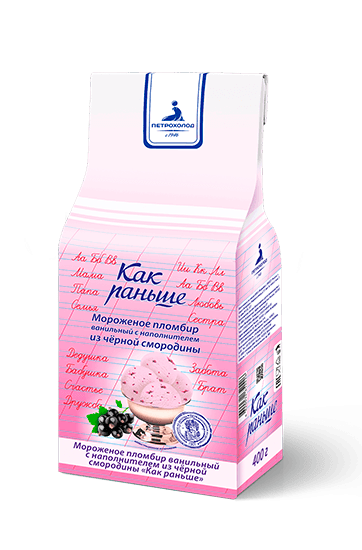 ПЕТРОХОЛОД
с 1946
Аа Бб Вв
Мама
Папа
Семья
Как
раньше
Ии Кк Лл
Аа Бб Вв
Любовь
Сестра
Мороженое пломбир
ванильный с наполнителем
из чёрной смородины
Дедушка
Бабушка
Счастье
Дружба
Забота
Брат
Мороженое пломбир ванильный
с наполнителем из чёрной
смородины «Как раньше»
ПЕТРОХОЛОД
Как
раньше
400 г